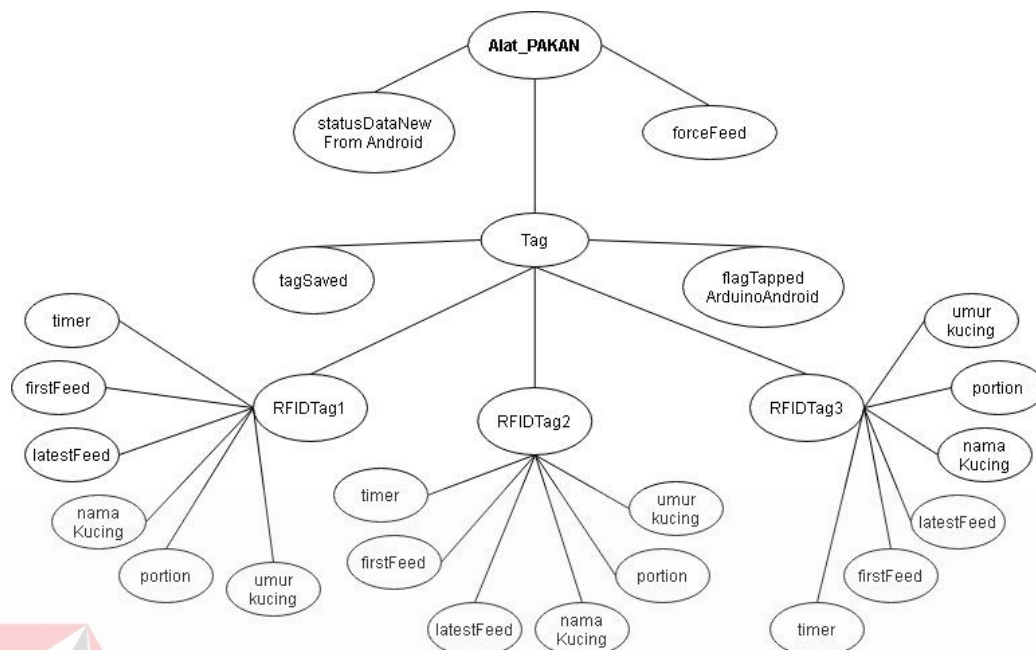 Alat_PAKAN
statusDataNew
From Android
forceFeed
Tag
tagSaved
flagTapped
ArduinoAndroid
RFIDTag1
timer
firstFeed
latestFeed
nama
Kucing
portion
umur
kucing
RFIDTag2
timer
firstFeed
latestFeed
nama
Kucing
portion
umur
kucing
RFIDTag3
umur
kucing
portion
nama
Kucing
latestFeed
firstFeed
timer